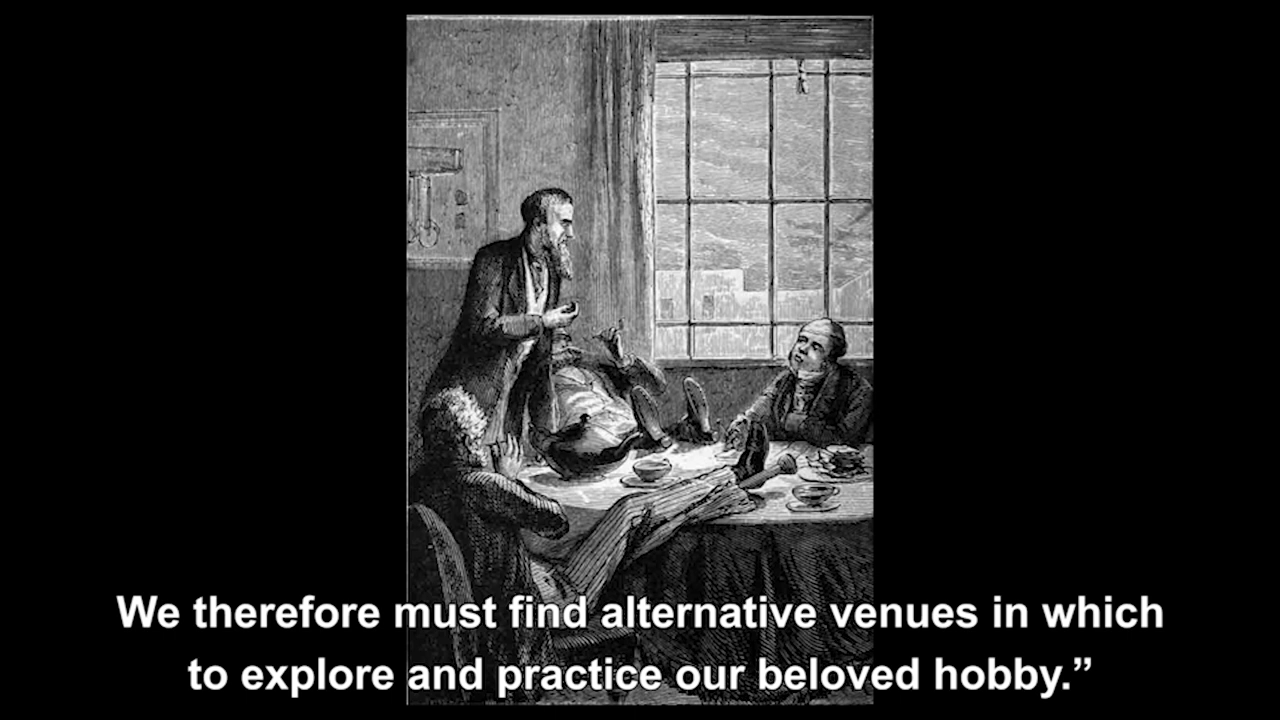 We therefore must find alternative venues in which
to explore and practice our beloved hobby.”